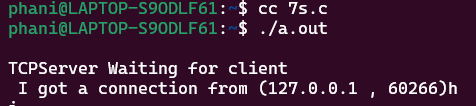 phani@LAPTOP-S9ODLF61:~$ cc 7s.c
phani@LAPTOP-S9ODLF61:~$ ./a.out
TCPServer Waiting for client
I got a connection from (127.0.0.1 , 60266)h